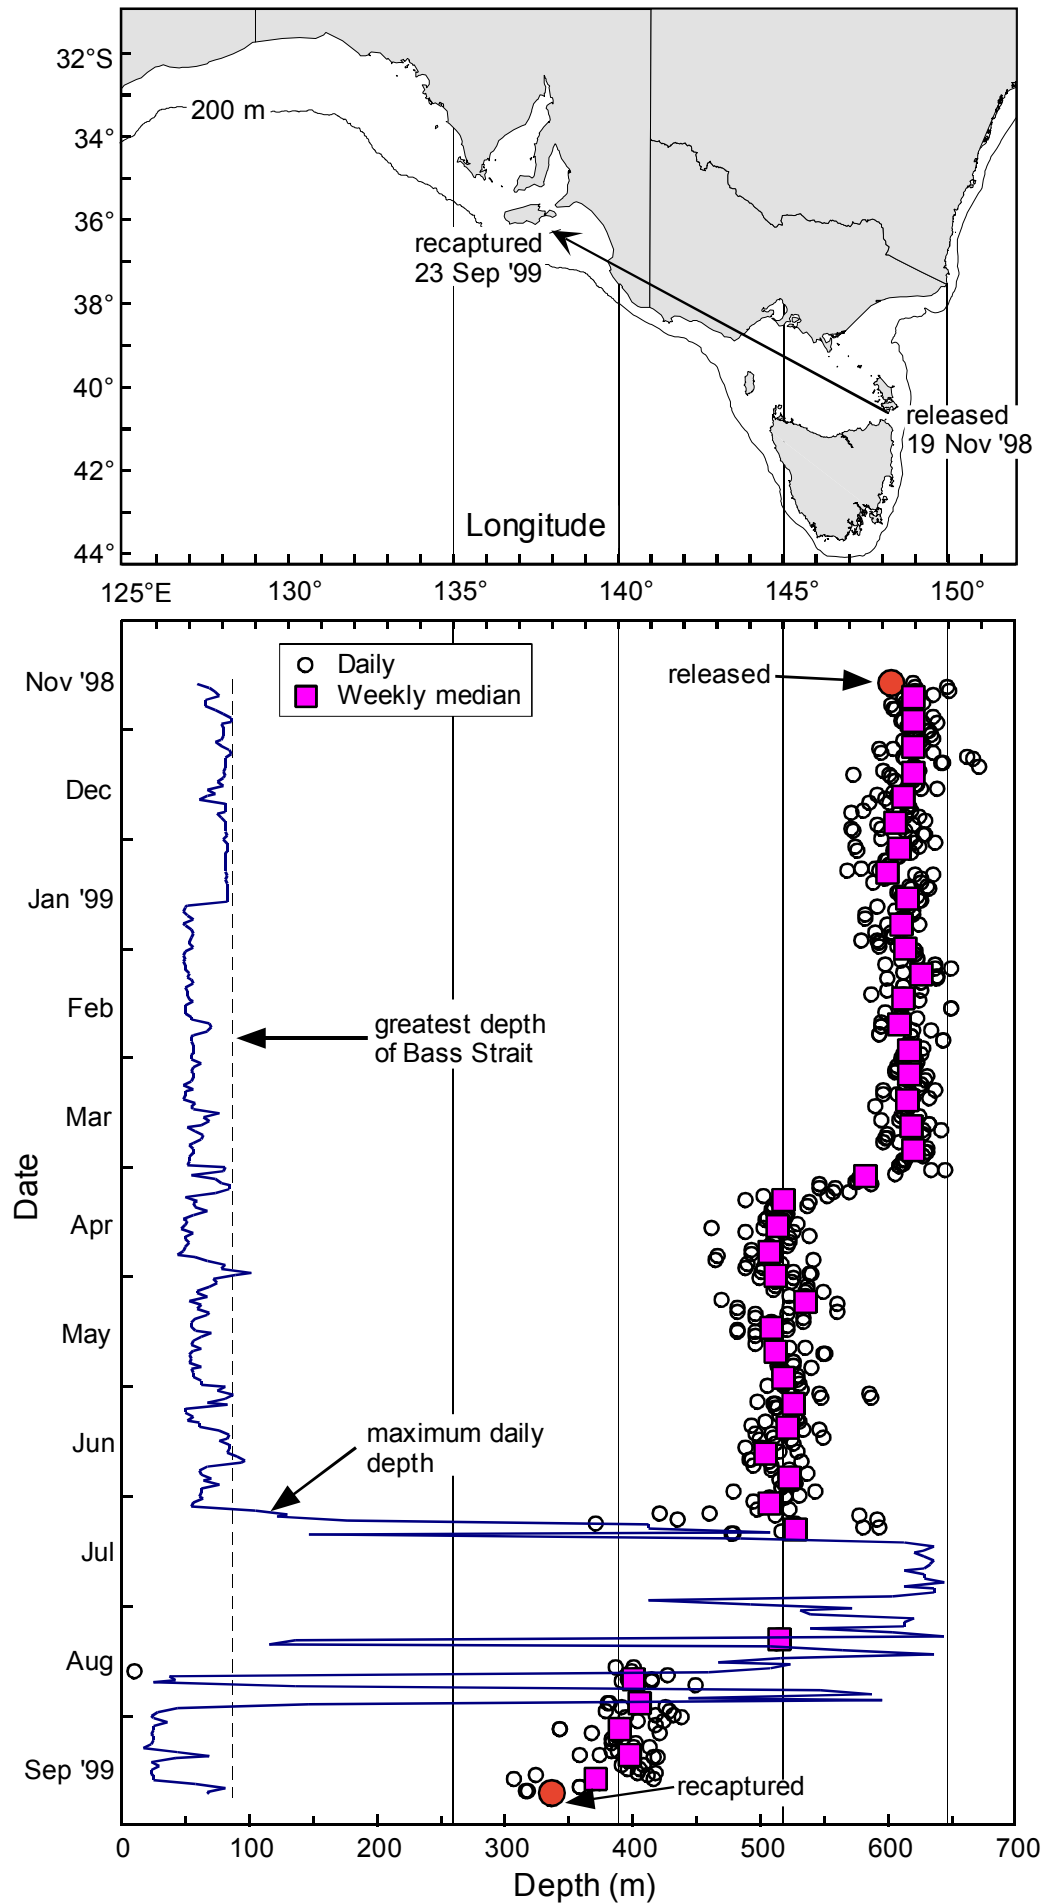 32°S
200 m
34°
36°
recaptured
23 Sep '99
38°
40°
released
19 Nov '98
42°
Longitude
44°
125°E
130°
135°
140°
145°
150°
Daily
Weekly median
released
Nov '98
Dec
Jan '99
Feb
greatest depth
of Bass Strait
Mar
Date
Apr
May
maximum daily
depth
Jun
Jul
Aug
Sep '99
recaptured
0
100
200
300
400
500
600
700
Depth (m)